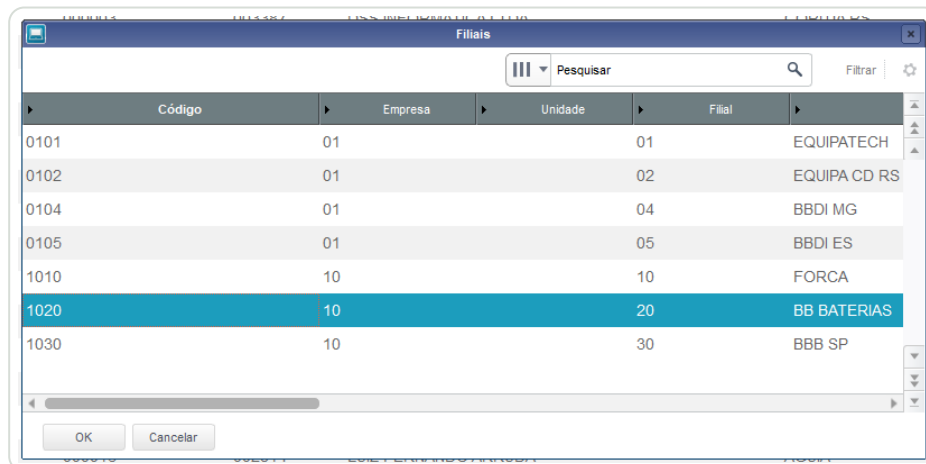 Filiais
Pesquisar Filtrar
Código Empresa Unidade Filial
0101 01 01 EQUIPATECH
0102 01 02 EQUIPA CD RS
0104 01 04 BBDI MG
0105 01 05 BBDI ES
1010 10 10 FORCA
1020 10 20 BB BATERIAS
1030 10 30 BBB SP
OK Cancelar